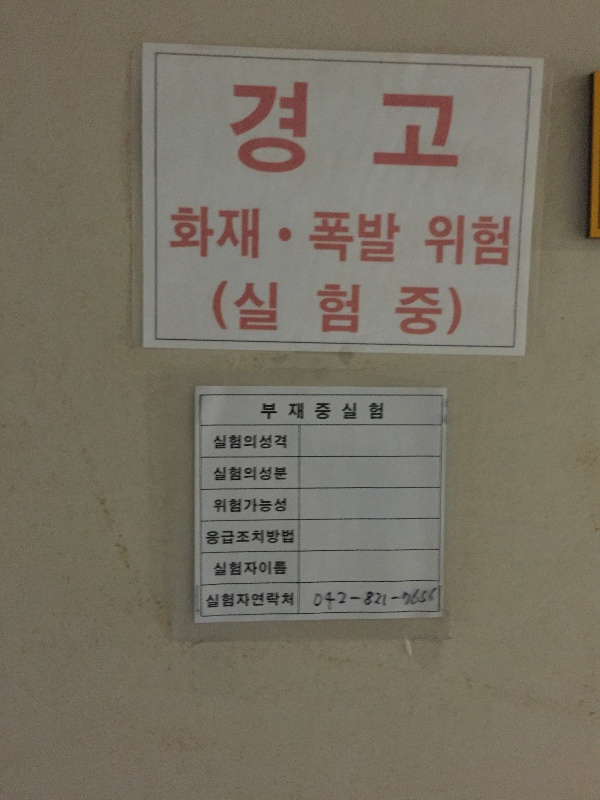 경 고
화재 · 폭발 위험
(실 험 중)
부 재 중 실 험
실험의성격
실험의성분
위험가능성
응급조치방법
실험자이름
실험자연락처 042-821-7655